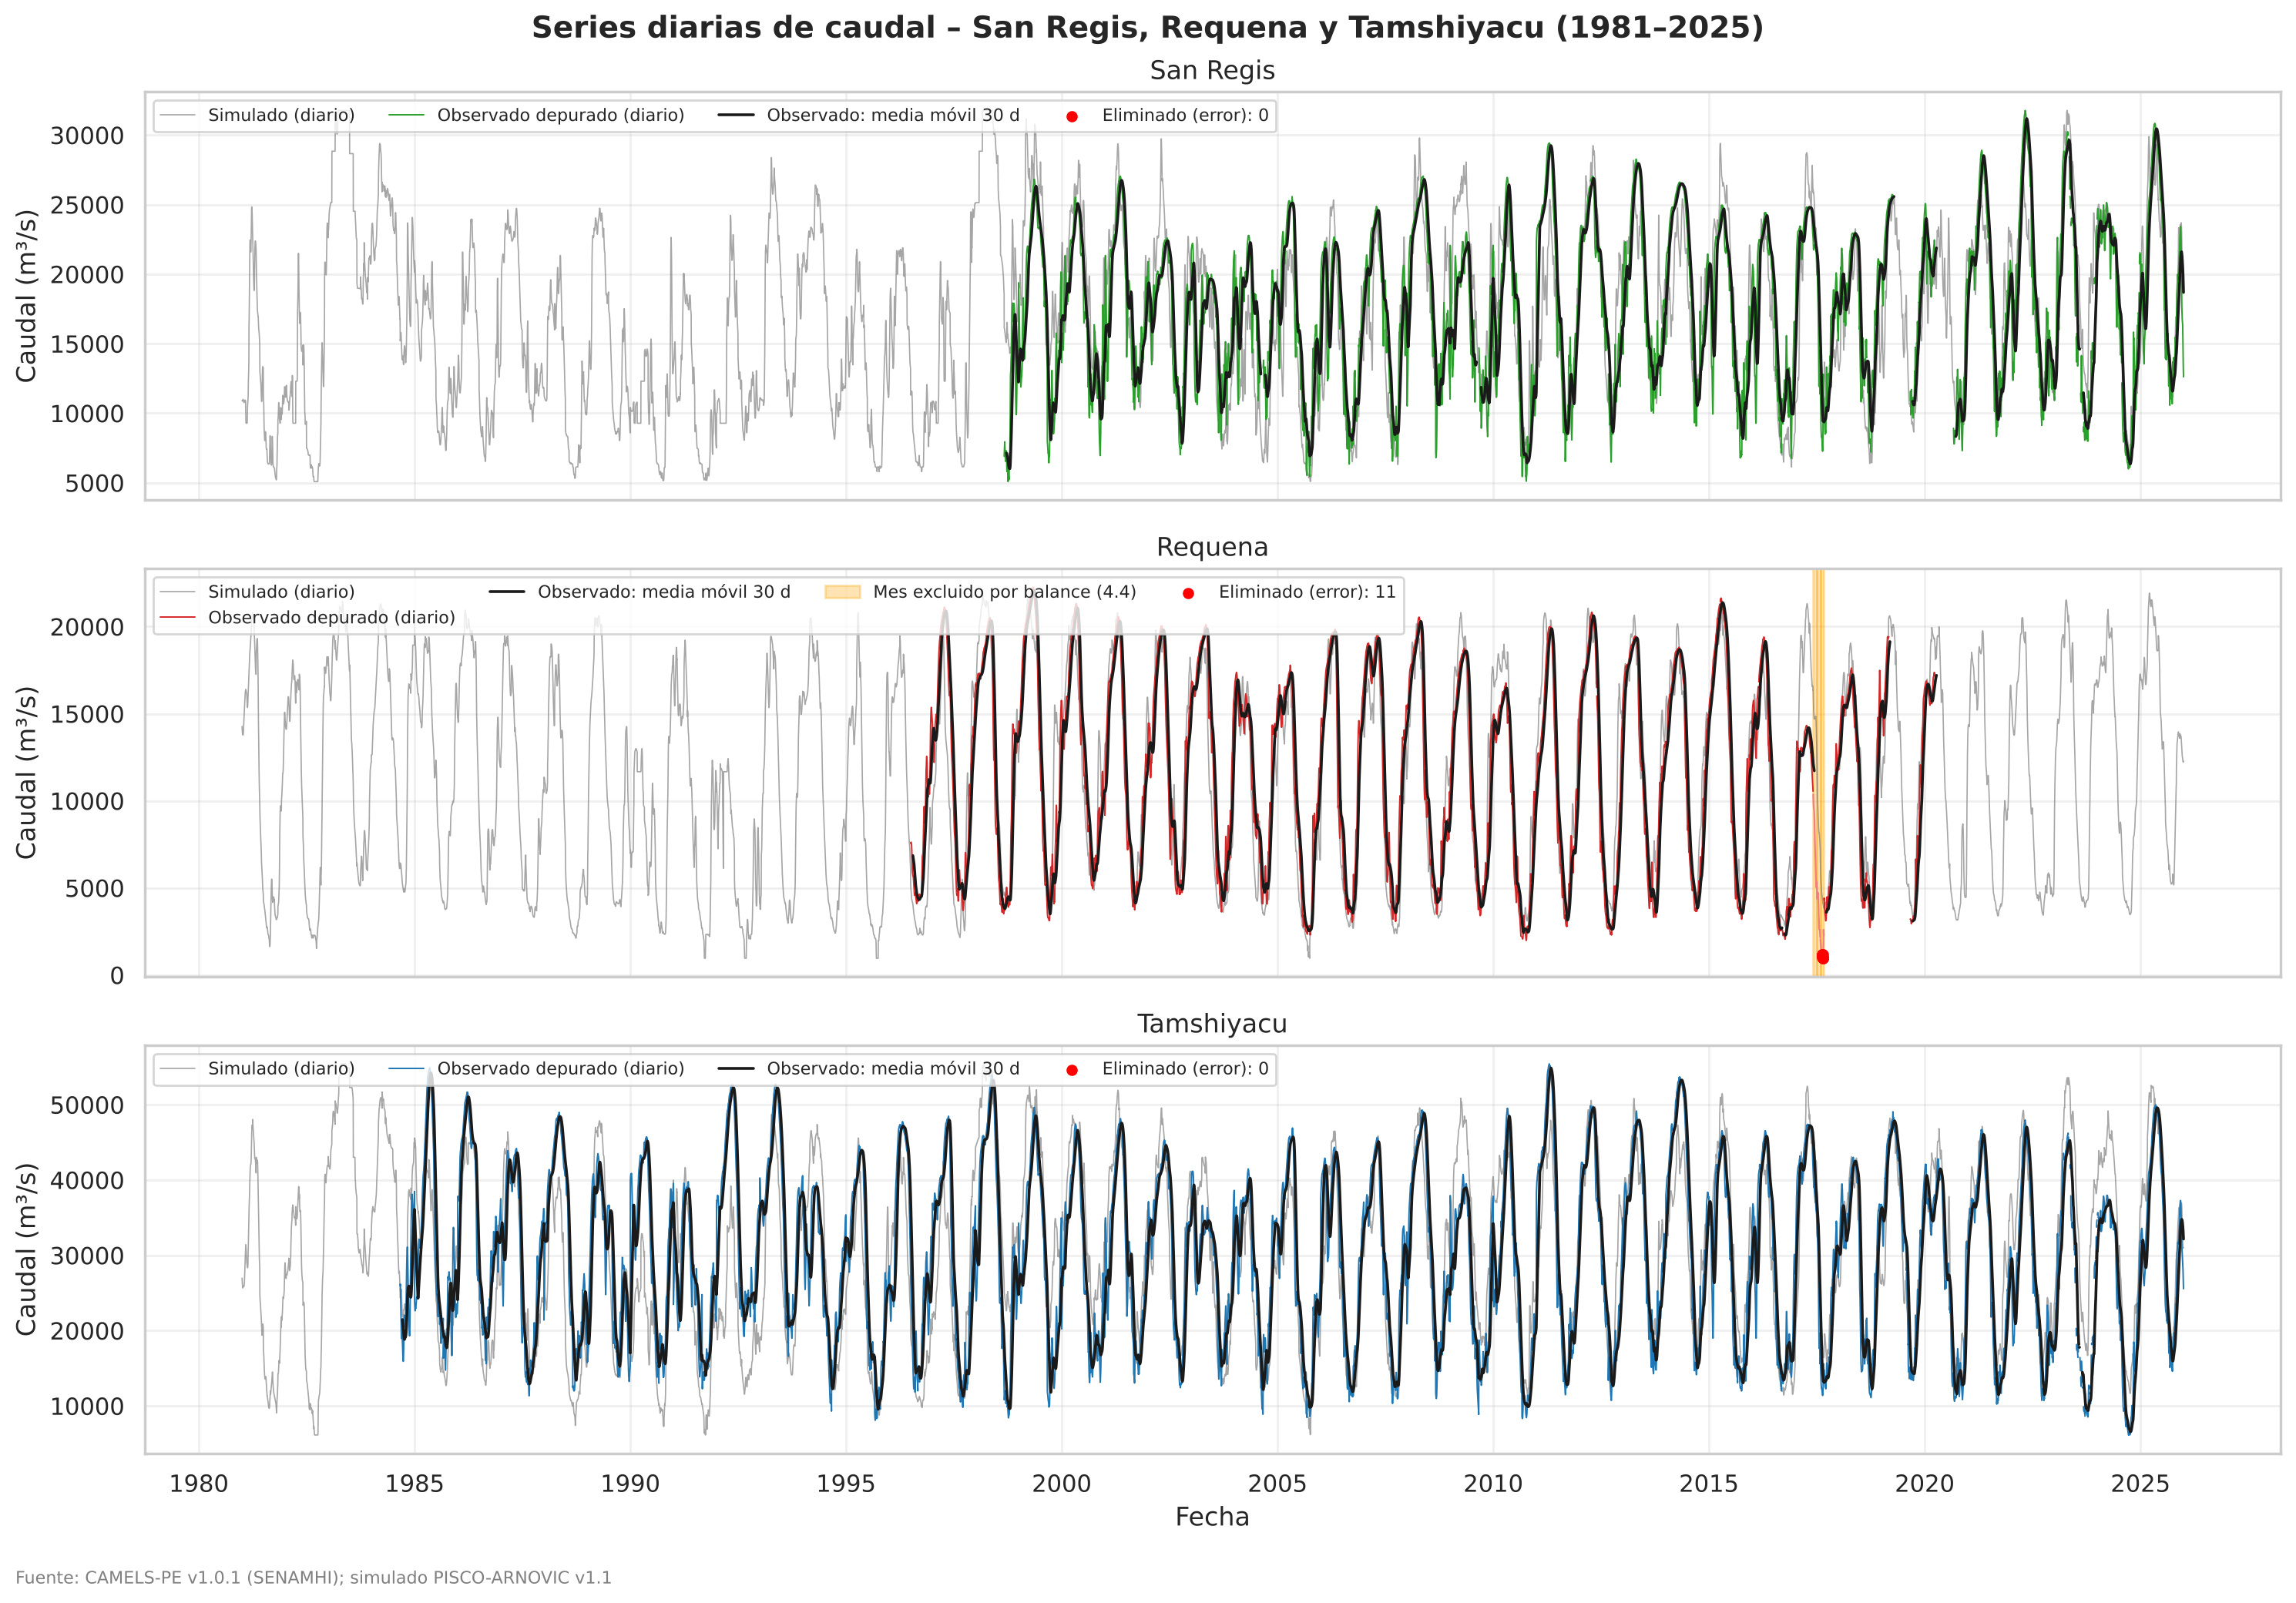 Series diarias de caudal – San Regis, Requena y Tamshiyacu (1981–2025)
San Regis
Simulado (diario) Observado depurado (diario) Observado: media móvil 30 d Eliminado (error): 0
30000
25000
20000
15000
10000
5000
Caudal (m³/s)
Requena
Simulado (diario) Observado: media móvil 30 d Mes excluido por balance (4.4) Eliminado (error): 11
Observado depurado (diario)
20000
15000
10000
5000
0
Caudal (m³/s)
Tamshiyacu
Simulado (diario) Observado depurado (diario) Observado: media móvil 30 d Eliminado (error): 0
50000
40000
30000
20000
10000
Caudal (m³/s)
1980 1985 1990 1995 2000 2005 2010 2015 2020 2025
Fecha
Fuente: CAMELS-PE v1.0.1 (SENAMHI); simulado PISCO-ARNOVIC v1.1